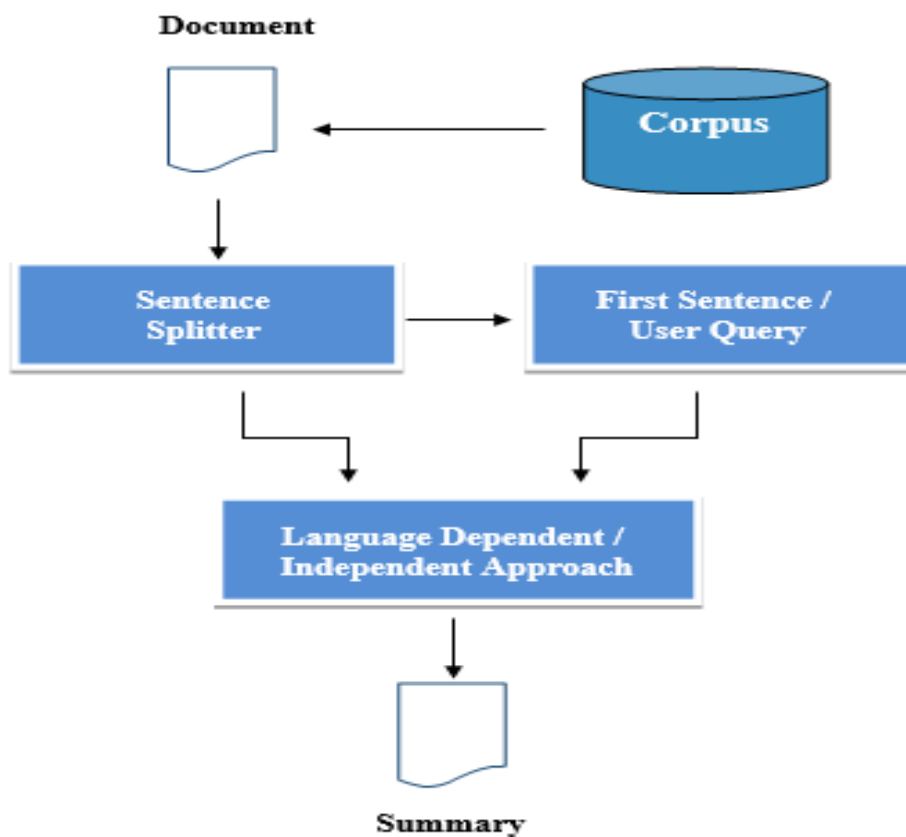 Document
Corpus
Sentence
Splitter
First Sentence /
User Query
Language Dependent /
Independent Approach
Summary